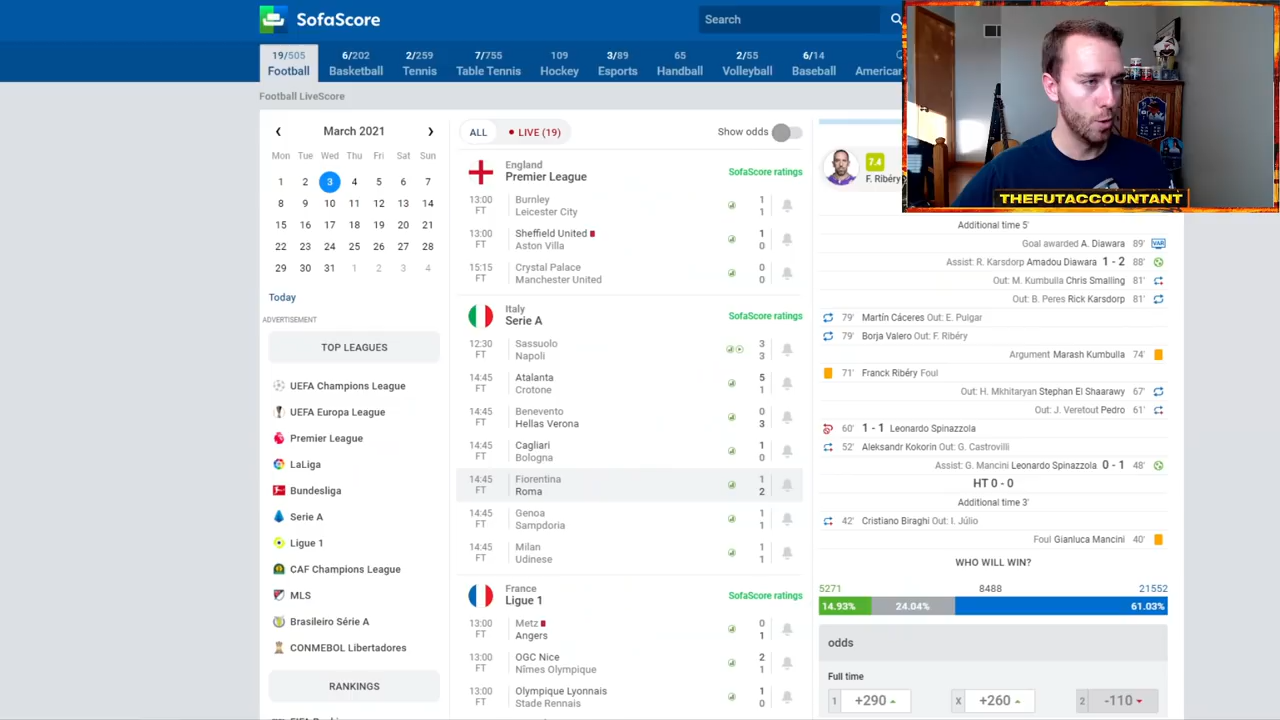 SofaScore
Search
19/505 6/202 2/259 7/755 109 3/89 65 2/55 6/14
Football Basketball Tennis Table Tennis Hockey Esports Handball Volleyball Baseball American
Football LiveScore
March 2021
Mon Tue Wed Thu Fri Sat Sun
1 2 3 4 5 6 7
8 9 10 11 12 13 14
15 16 17 18 19 20 21
22 23 24 25 26 27 28
29 30 31 1 2 3 4
Today
ADVERTISEMENT
TOP LEAGUES
UEFA Champions League
UEFA Europa League
Premier League
LaLiga
Bundesliga
Serie A
Ligue 1
CAF Champions League
MLS
Brasileiro Série A
CONMEBOL Libertadores
RANKINGS
ALL LIVE (19) Show odds
England
Premier League SofaScore ratings
13:00 Burnley 1
FT Leicester City 1
13:00 Sheffield United 1
FT Aston Villa 0
15:15 Crystal Palace 0
FT Manchester United 0
Italy
Serie A SofaScore ratings
12:30 Sassuolo 3
FT Napoli 3
14:45 Atalanta 5
FT Crotone 1
14:45 Benevento 0
FT Hellas Verona 3
14:45 Cagliari 1
FT Bologna 0
14:45 Fiorentina 1
FT Roma 2
14:45 Genoa 1
FT Sampdoria 1
14:45 Milan 1
FT Udinese 1
France
Ligue 1 SofaScore ratings
13:00 Metz 0
FT Angers 1
13:00 OGC Nice 2
FT Nîmes Olympique 1
13:00 Olympique Lyonnais 1
FT Stade Rennais 0
7.4
F. Ribéry
THEFUTACCOUNTANT
Additional time 5'
Goal awarded A. Diawara 89' VAR
Assist: R. Karsdorp Amadou Diawara 1 - 2 88'
Out: M. Kumbulla Chris Smalling 81'
Out: B. Peres Rick Karsdorp 81'
79' Martín Cáceres Out: E. Pulgar
79' Borja Valero Out: F. Ribéry
Argument Marash Kumbulla 74'
71' Franck Ribéry Foul
Out: H. Mkhitaryan Stephan El Shaarawy 67'
Out: J. Veretout Pedro 61'
60' 1 - 1 Leonardo Spinazzola
52' Aleksandr Kokorin Out: G. Castrovilli
Assist: G. Mancini Leonardo Spinazzola 0 - 1 48'
HT 0 - 0
Additional time 3'
42' Cristiano Biraghi Out: I. Júlio
Foul Gianluca Mancini 40'
WHO WILL WIN?
5271 8488 21552
14.93% 24.04% 61.03%
odds
Full time
1 +290 X +260 2 -110